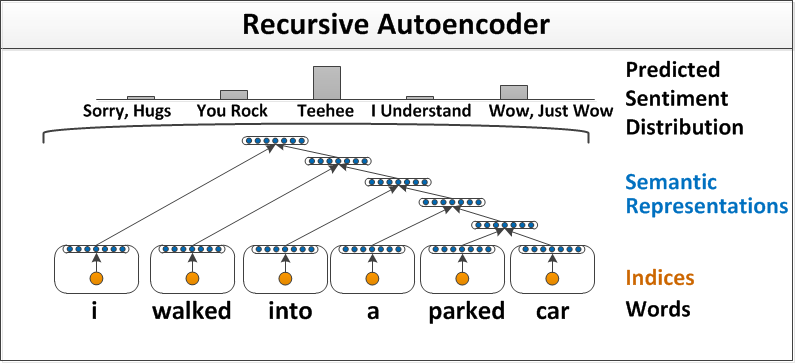 Recursive Autoencoder
Predicted
Sentiment
Distribution
Sorry, Hugs You Rock Teehee I Understand Wow, Just Wow
Semantic
Representations
Indices
i walked into a parked car Words